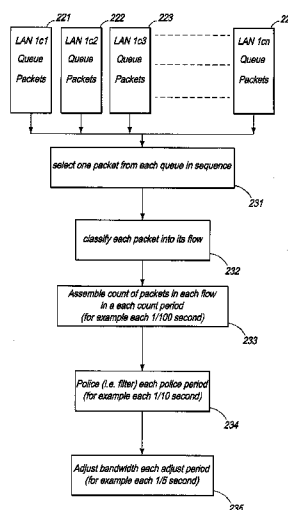 221
222
223
22
LAN 1c1
Queue
Packets
LAN 1c2
Queue
Packets
LAN 1c3
Queue
Packets
LAN 1cn
Queue
Packets
select one packet from each queue in sequence
231
classify each packet into its flow
232
Assemble count of packets in each flow
in a each count period
(for example each 1/100 second)
233
Police (i.e. filter) each police period
(for example each 1/10 second)
234
Adjust bandwidth each adjust period
(for example each 1/5 second)
235